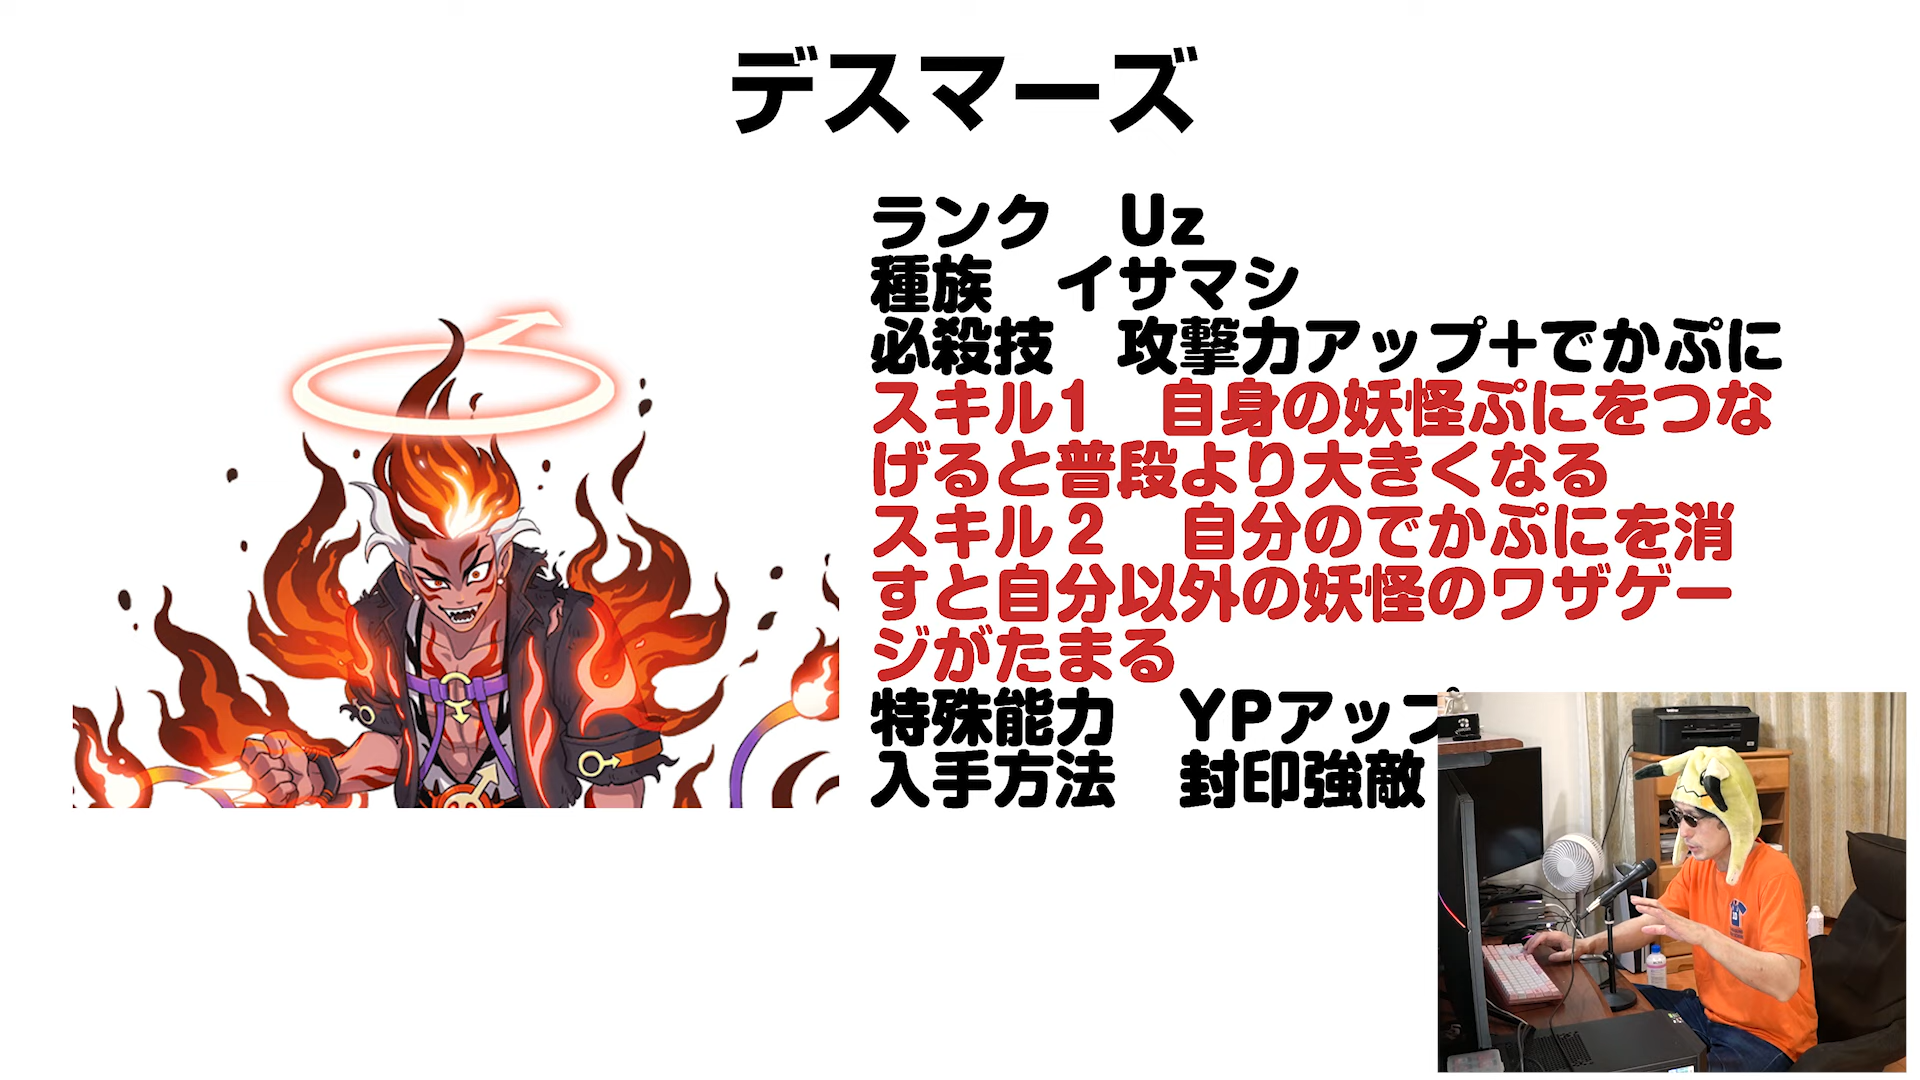 デスマーズ
ランク　Uz
種族　イサマシ
必殺技　攻撃力アップ+でかぷに
スキル1　自身の妖怪ぷにをつな
げると普段より大きくなる
スキル２　自分のでかぷにを消
すと自分以外の妖怪のワザゲー
ジがたまる
特殊能力　YPアップ
入手方法　封印強敵